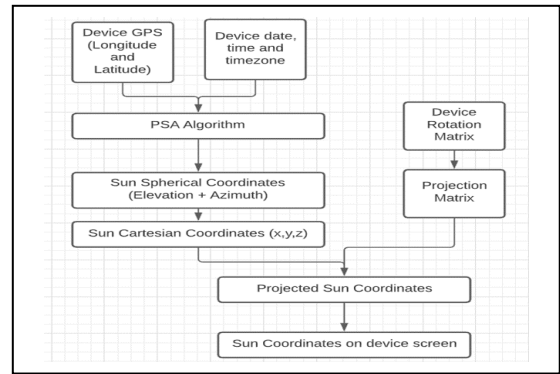 Device GPS
(Longitude
and
Latitude)
Device date,
time and
timezone
PSA Algorithm
Device
Rotation
Matrix
Sun Spherical Coordinates
(Elevation + Azimuth)
Projection
Matrix
Sun Cartesian Coordinates (x,y,z)
Projected Sun Coordinates
Sun Coordinates on device screen